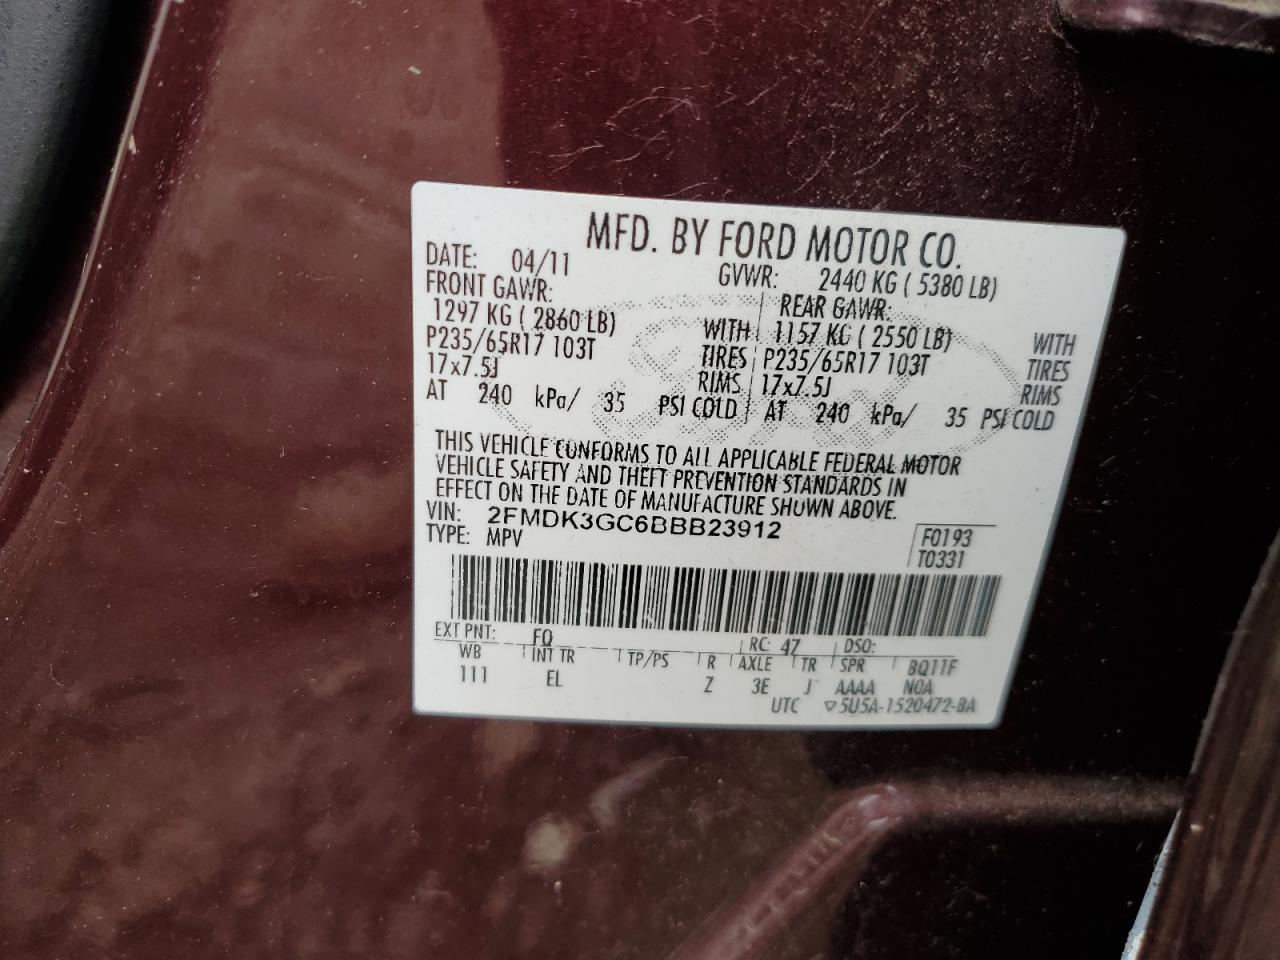 MFD. BY FORD MOTOR CO.
DATE: 04/11 GVWR: 2440 KG ( 5380 LB)
FRONT GAWR: REAR GAWR:
1297 KG ( 2860 LB) WITH 1157 KG ( 2550 LB) WITH
P235/65R17 103T TIRES P235/65R17 103T TIRES
17x7.5J RIMS 17x7.5J RIMS
AT 240 kPa/ 35 PSI COLD AT 240 kPa/ 35 PSI COLD
THIS VEHICLE CONFORMS TO ALL APPLICABLE FEDERAL MOTOR
VEHICLE SAFETY AND THEFT PREVENTION STANDARDS IN
EFFECT ON THE DATE OF MANUFACTURE SHOWN ABOVE.
VIN: 2FMDK3GC6BBB23912
TYPE: MPV
F0193
T0331
EXT PNT: FQ RC: 47 DSO:
WB INT TR TP/PS R AXLE TR SPR BQ11F
111 EL Z 3E J AAAA NOA
UTC ▽5U5A-1520472-BA